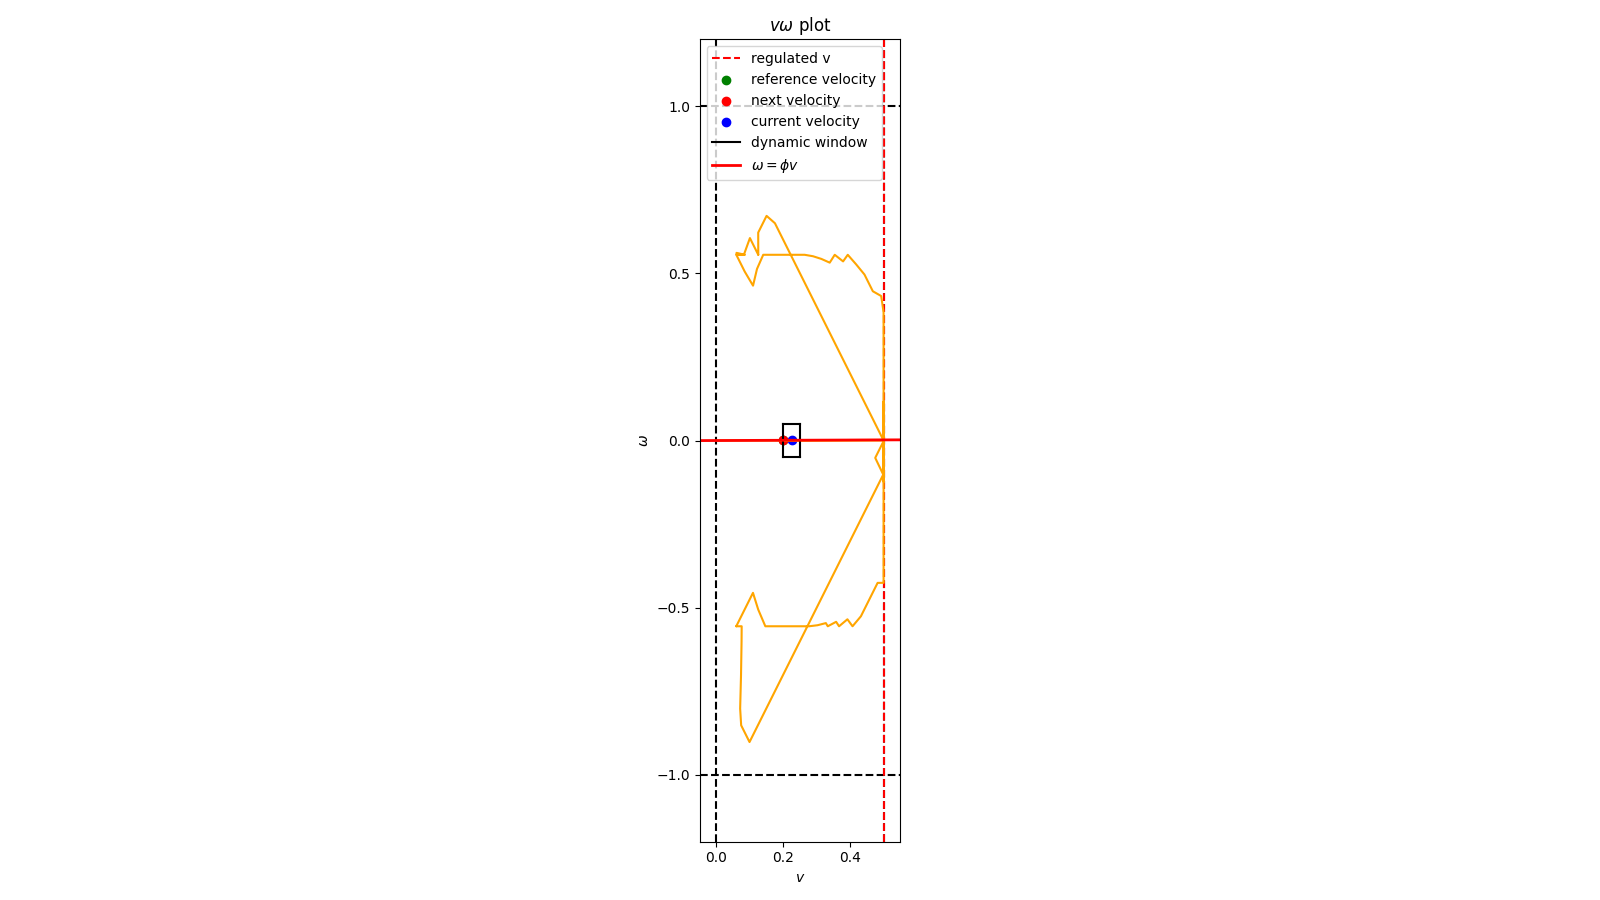 vω plot
regulated v
reference velocity
next velocity
current velocity
dynamic window
ω = ϕv
1.0
0.5
0.0
−0.5
−1.0
ω
0.0 0.2 0.4
v